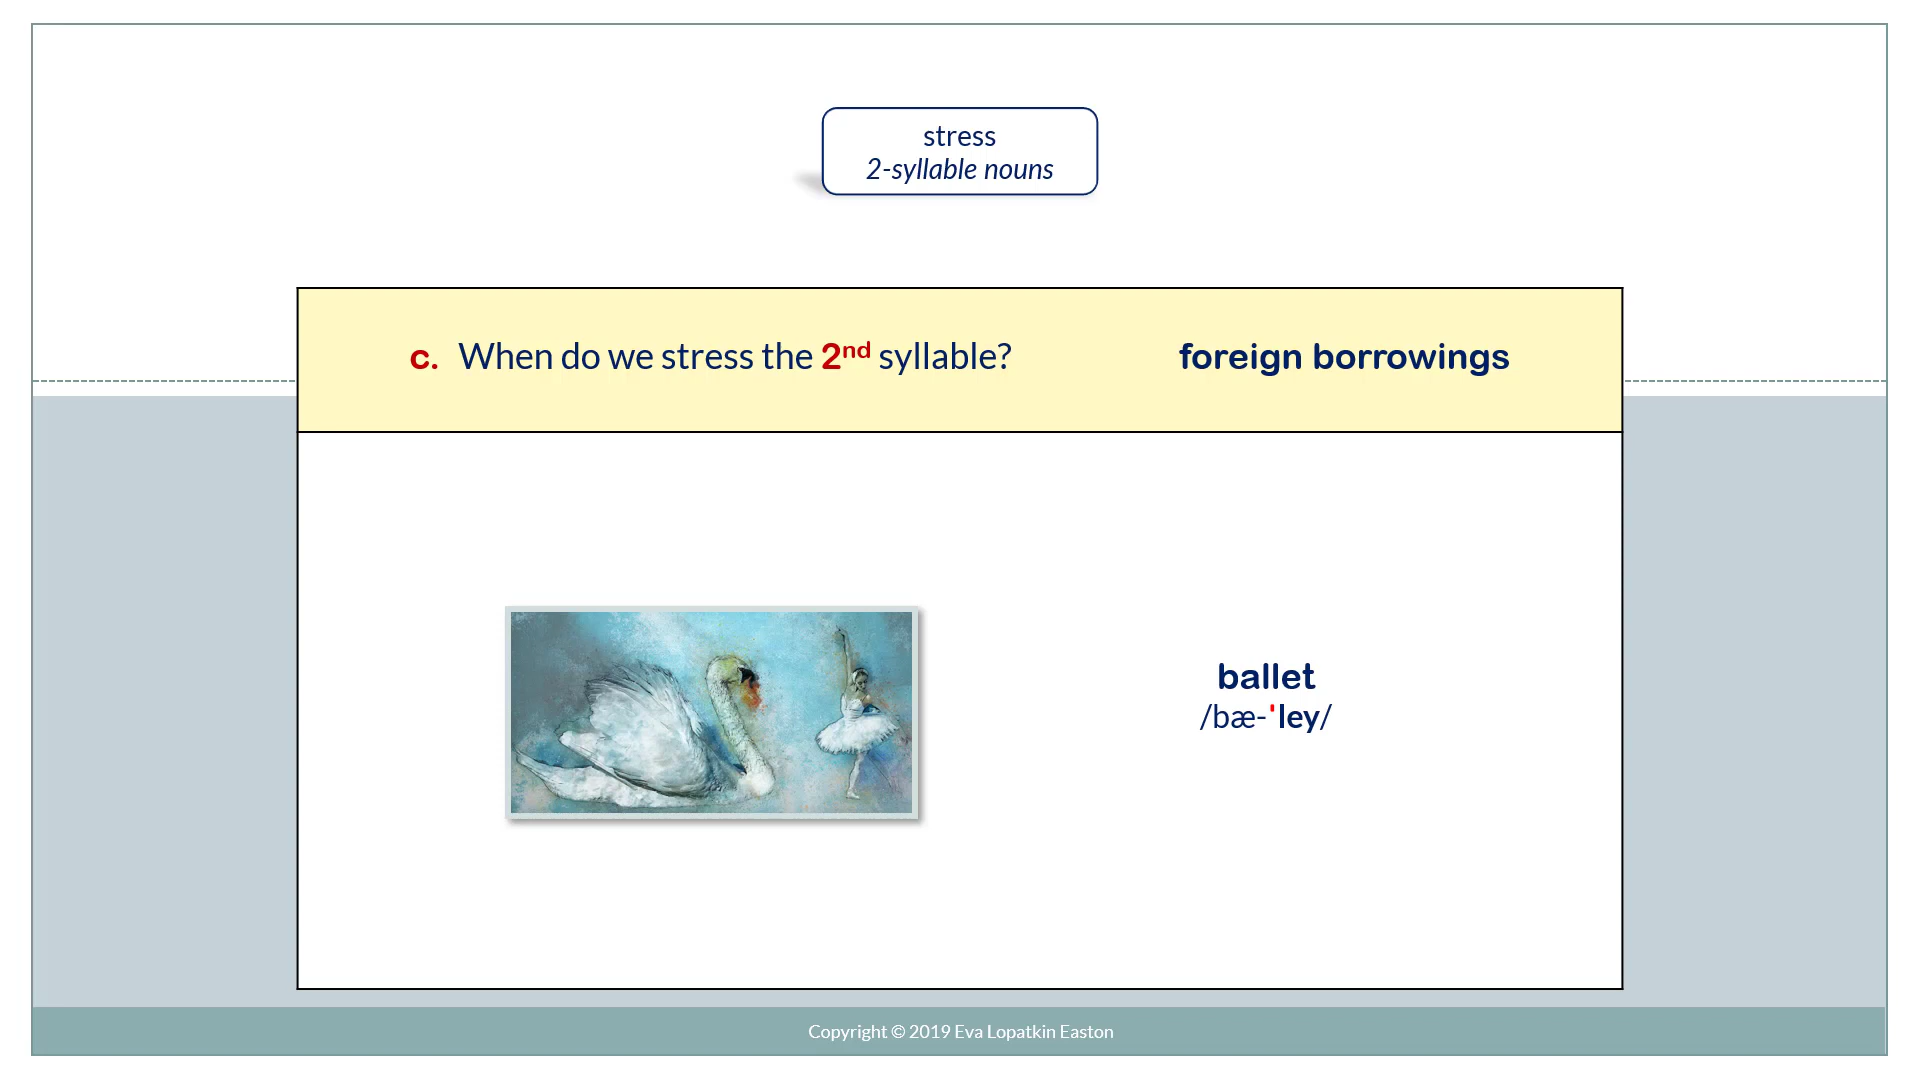 stress
2-syllable nouns
c. When do we stress the 2nd syllable? foreign borrowings
ballet
/bæ-ˈley/
Copyright © 2019 Eva Lopatkin Easton